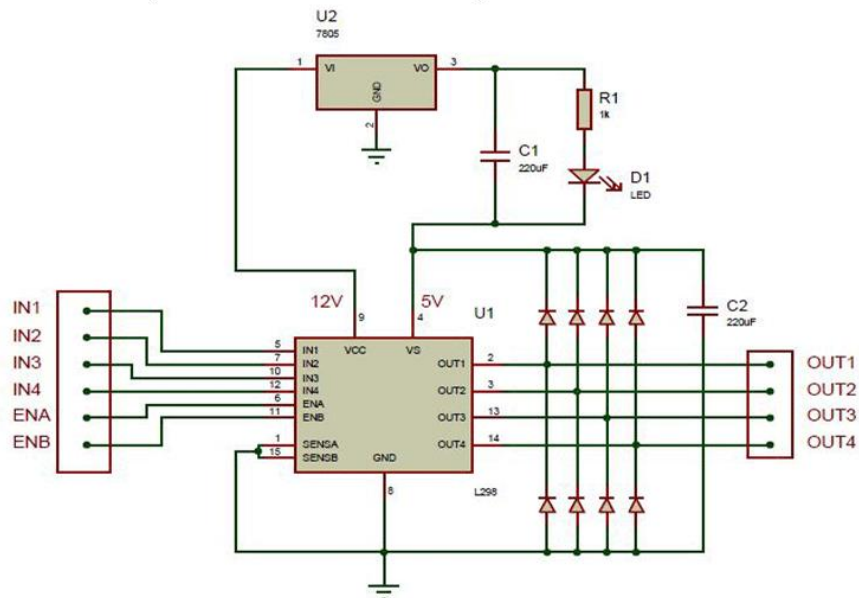 U2
7805
1
VI
VO
3
GND
2
R1
1k
C1
220uF
D1
LED
12V
5V
9
4
U1
C2
220uF
IN1
IN2
IN3
IN4
ENA
ENB
5
7
10
12
6
11
1
15
IN1
IN2
IN3
IN4
ENA
ENB
SENSA
SENSB
VCC
VS
GND
8
OUT1
OUT2
OUT3
OUT4
2
3
13
14
L298
OUT1
OUT2
OUT3
OUT4